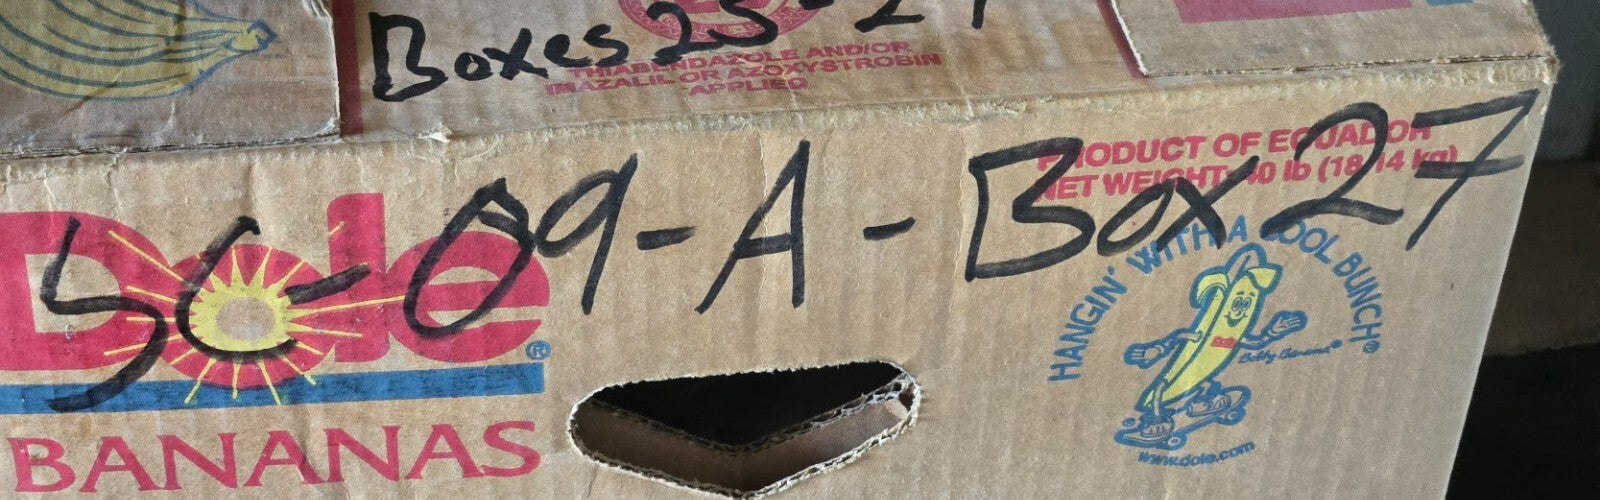 Boxes 25-27
THIABENDAZOLE AND/OR
IMAZALIL OR AZOXYSTROBIN
APPLIED
SC-09-A-Box 27
PRODUCT OF ECUADOR
NET WEIGHT: 40 lb (18.14 kg)
Dole®
BANANAS
HANGIN' WITH A COOL BUNCH!®
Bobby Banana®
www.dole.com